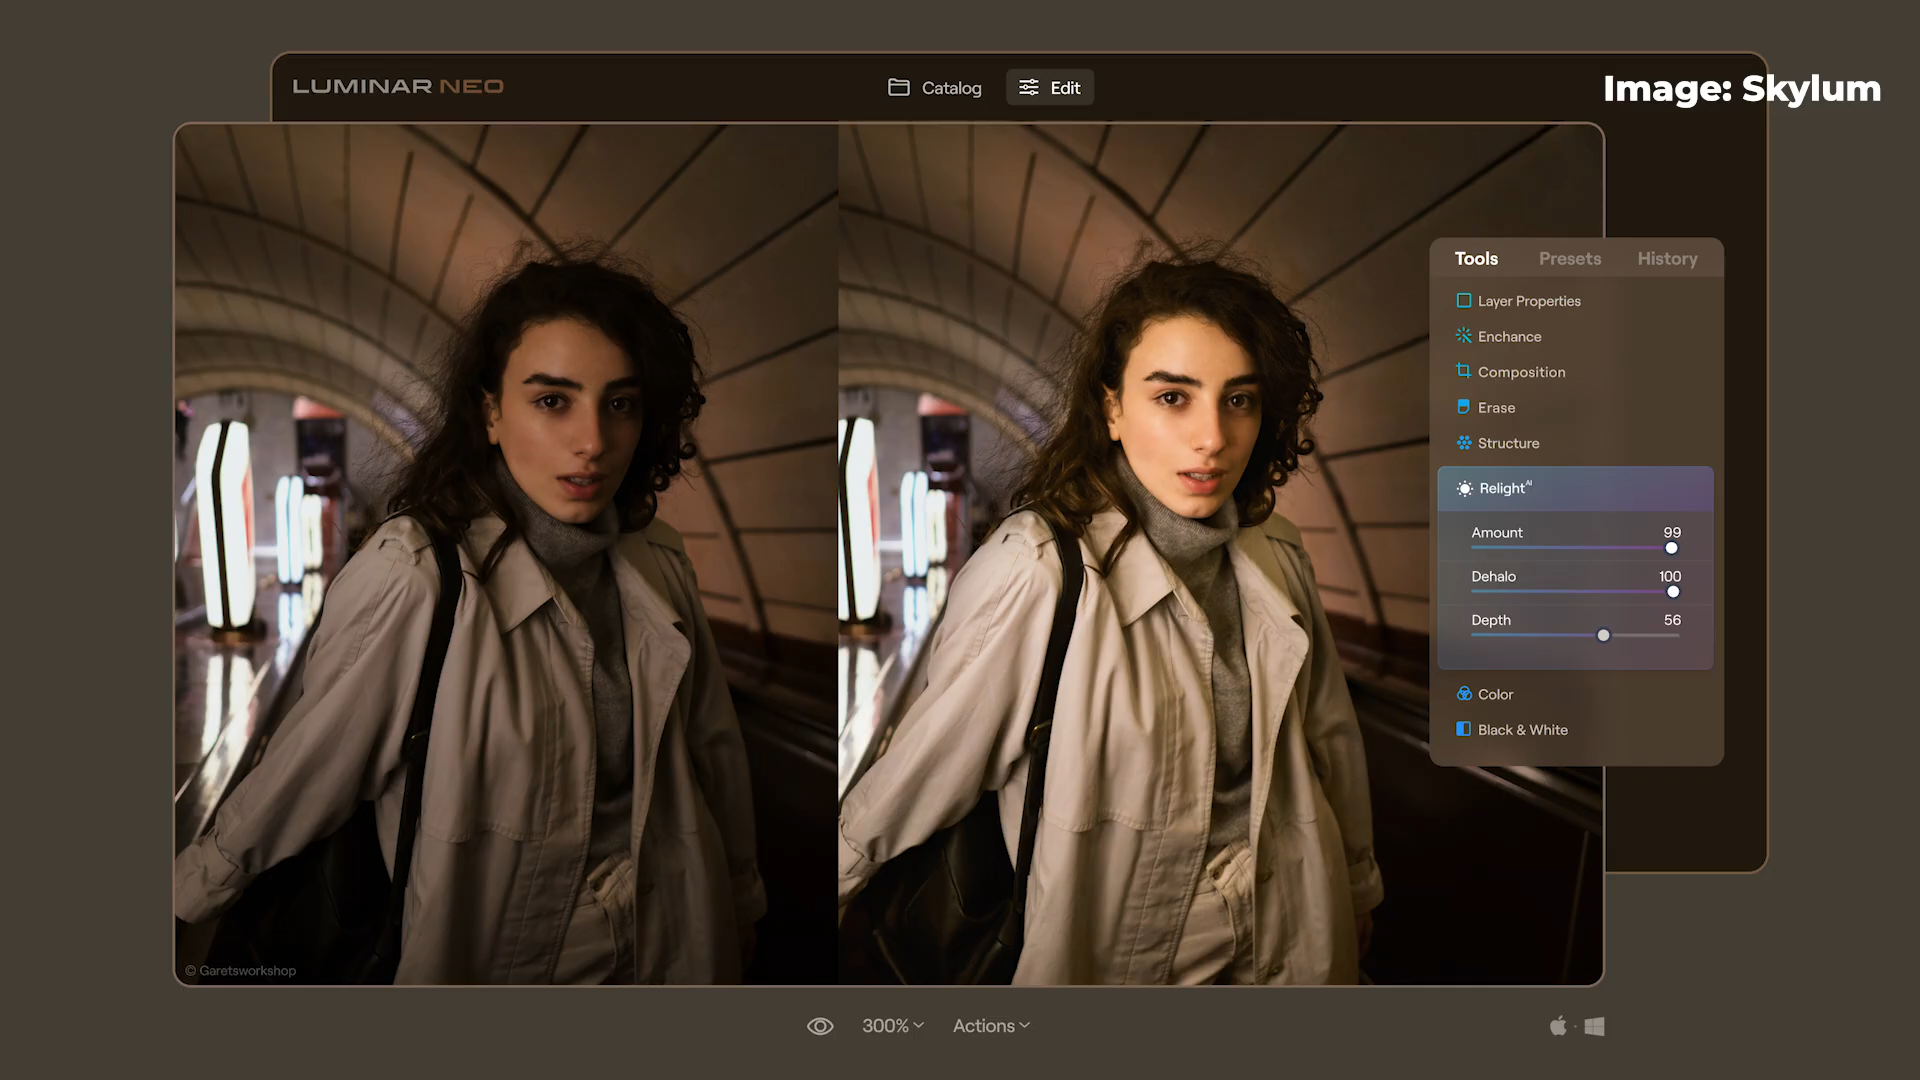 LUMINAR NEO
Catalog
Edit
Image: Skylum
Tools
Presets
History
Layer Properties
Enchance
Composition
Erase
Structure
Relight AI
Amount 99
Dehalo 100
Depth 56
Color
Black & White
© Garetsworkshop
300%
Actions